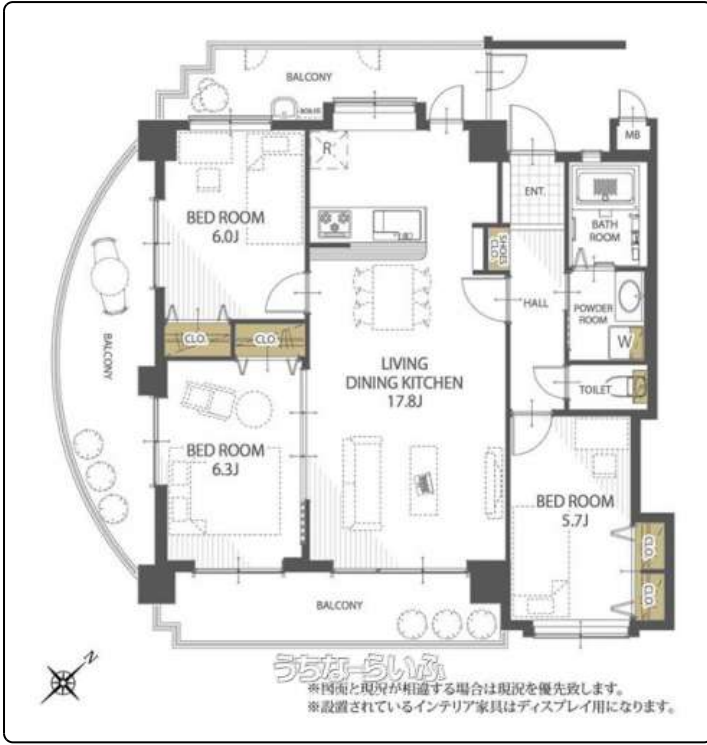 BALCONY
BOILER
MB
R
ENT.
BED ROOM
6.0J
BATH
ROOM
SHOES
CLO.
HALL
POWDER
ROOM
W
CLO.
CLO.
BALCONY
LIVING
DINING KITCHEN
17.8J
TOILET
BED ROOM
6.3J
BED ROOM
5.7J
CLO.
CLO.
BALCONY
N
うちなーらいふ
※図面と現況が相違する場合は現況を優先致します。
※設置されているインテリア家具はディスプレイ用になります。